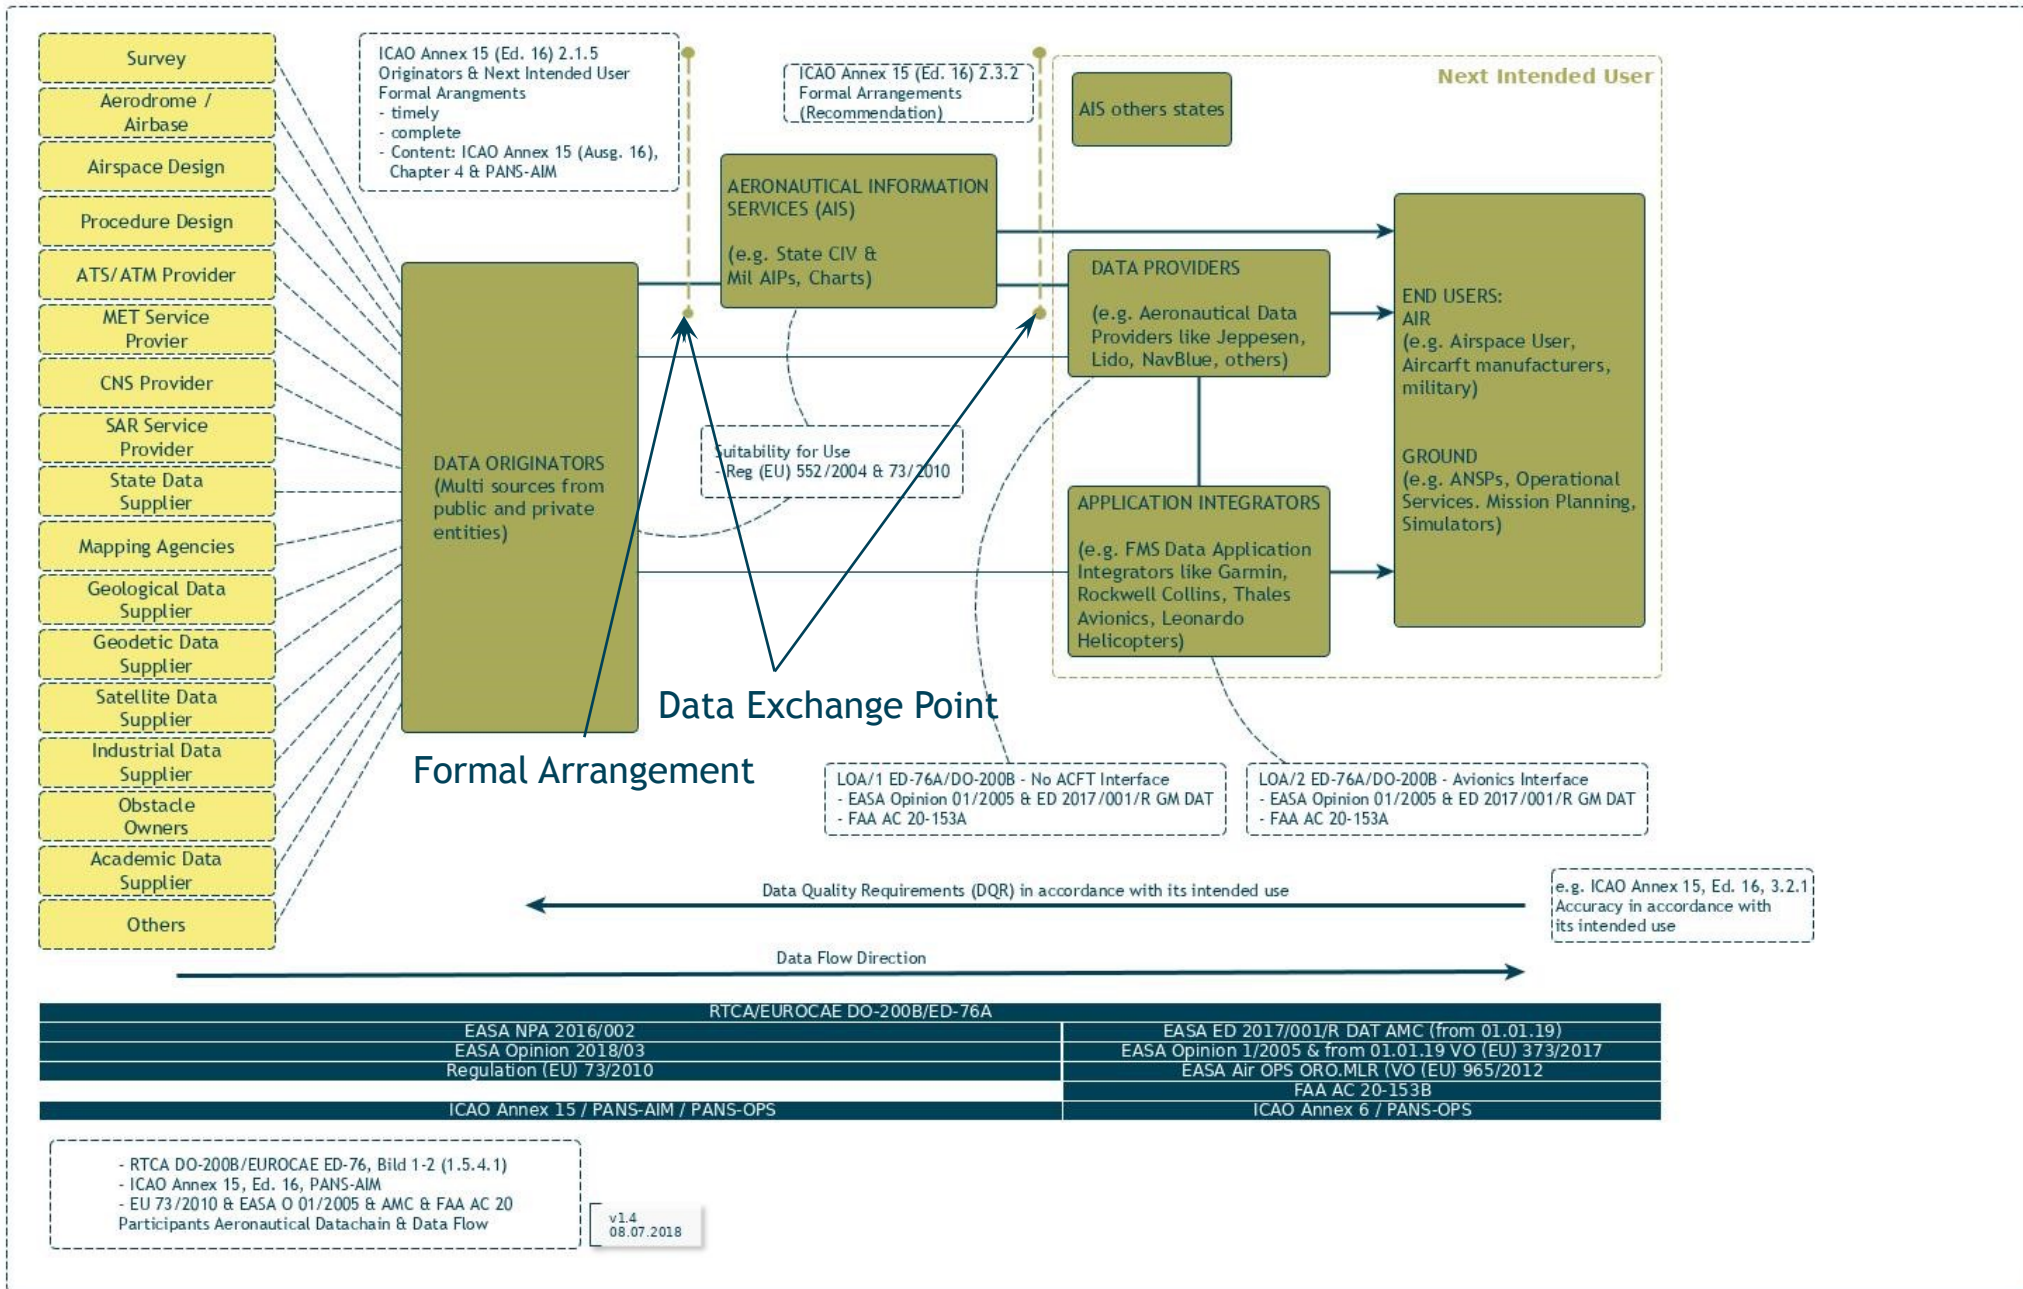 Survey
Aerodrome /
Airbase
Airspace Design
Procedure Design
ATS/ATM Provider
MET Service
Provier
CNS Provider
SAR Service
Provider
State Data
Supplier
Mapping Agencies
Geological Data
Supplier
Geodetic Data
Supplier
Satellite Data
Supplier
Industrial Data
Supplier
Obstacle
Owners
Academic Data
Supplier
Others
ICAO Annex 15 (Ed. 16) 2.1.5
Originators & Next Intended User
Formal Arangments
- timely
- complete
- Content: ICAO Annex 15 (Ausg. 16),
Chapter 4 & PANS-AIM
DATA ORIGINATORS
(Multi sources from
public and private
entities)
ICAO Annex 15 (Ed. 16) 2.3.2
Formal Arrangements
(Recommendation)
AERONAUTICAL INFORMATION
SERVICES (AIS)
(e.g. State CIV &
Mil AIPs, Charts)
Suitability for Use
- Reg (EU) 552/2004 & 73/2010
Next Intended User
AIS others states
DATA PROVIDERS
(e.g. Aeronautical Data
Providers like Jeppesen,
Lido, NavBlue, others)
APPLICATION INTEGRATORS
(e.g. FMS Data Application
Integrators like Garmin,
Rockwell Collins, Thales
Avionics, Leonardo
Helicopters)
END USERS:
AIR
(e.g. Airspace User,
Aircarft manufacturers,
military)
GROUND
(e.g. ANSPs, Operational
Services. Mission Planning,
Simulators)
Data Exchange Point
Formal Arrangement
LOA/1 ED-76A/DO-200B - No ACFT Interface
- EASA Opinion 01/2005 & ED 2017/001/R GM DAT
- FAA AC 20-153A
LOA/2 ED-76A/DO-200B - Avionics Interface
- EASA Opinion 01/2005 & ED 2017/001/R GM DAT
- FAA AC 20-153A
Data Quality Requirements (DQR) in accordance with its intended use
e.g. ICAO Annex 15, Ed. 16, 3.2.1
Accuracy in accordance with
its intended use
Data Flow Direction
RTCA/EUROCAE DO-200B/ED-76A
EASA NPA 2016/002
EASA ED 2017/001/R DAT AMC (from 01.01.19)
EASA Opinion 2018/03
EASA Opinion 1/2005 & from 01.01.19 VO (EU) 373/2017
Regulation (EU) 73/2010
EASA Air OPS ORO.MLR (VO (EU) 965/2012
FAA AC 20-153B
ICAO Annex 15 / PANS-AIM / PANS-OPS
ICAO Annex 6 / PANS-OPS
- RTCA DO-200B/EUROCAE ED-76, Bild 1-2 (1.5.4.1)
- ICAO Annex 15, Ed. 16, PANS-AIM
- EU 73/2010 & EASA O 01/2005 & AMC & FAA AC 20
Participants Aeronautical Datachain & Data Flow
v1.4
08.07.2018